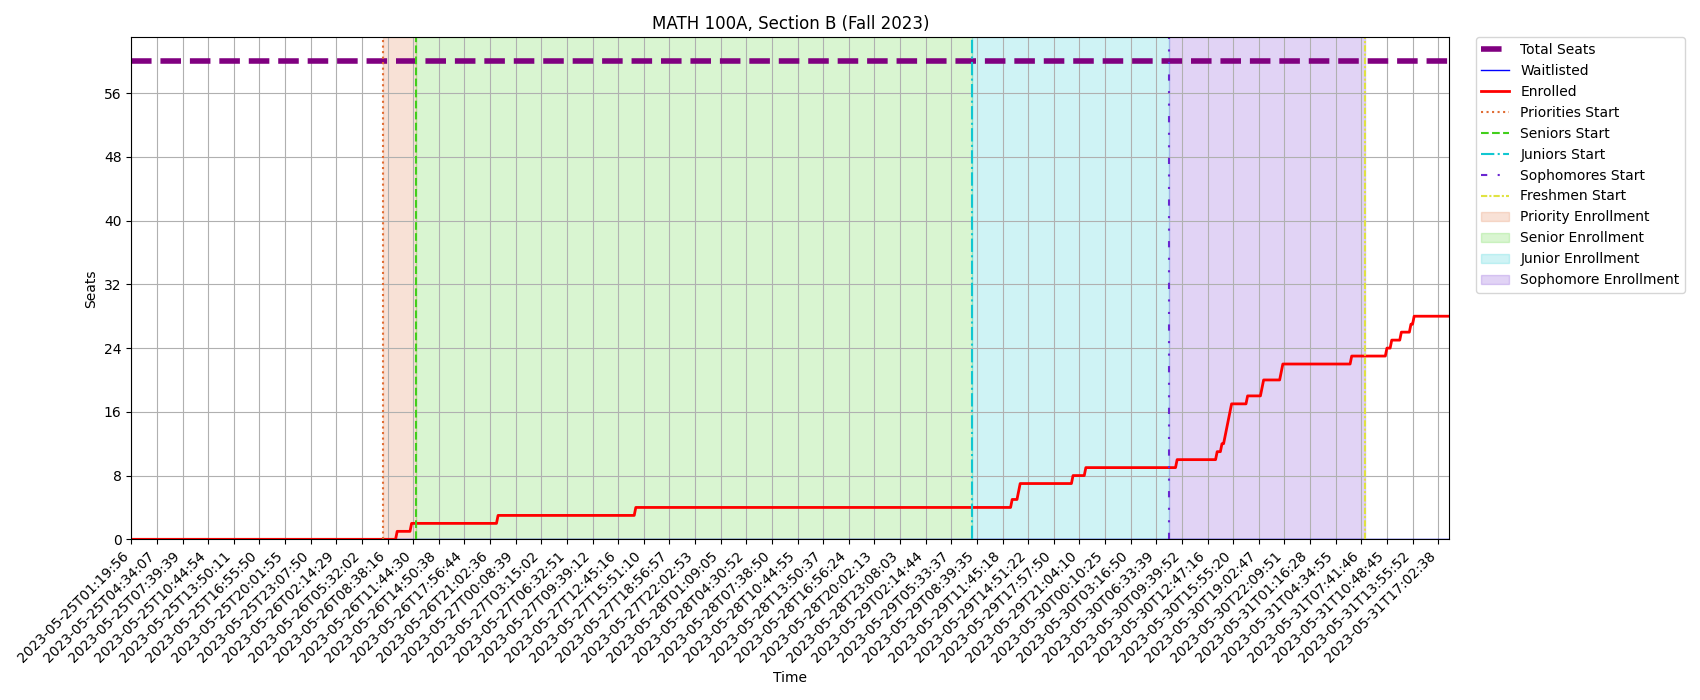 MATH 100A, Section B (Fall 2023)
Seats
56
48
40
32
24
16
8
0
2023-05-25T01:19:56
2023-05-25T04:34:07
2023-05-25T07:39:39
2023-05-25T10:44:54
2023-05-25T13:50:11
2023-05-25T16:55:50
2023-05-25T20:01:55
2023-05-25T23:07:50
2023-05-26T02:14:29
2023-05-26T05:32:02
2023-05-26T08:38:16
2023-05-26T11:44:30
2023-05-26T14:50:38
2023-05-26T17:56:44
2023-05-26T21:02:36
2023-05-27T00:08:39
2023-05-27T03:15:02
2023-05-27T06:32:51
2023-05-27T09:39:12
2023-05-27T12:45:16
2023-05-27T15:51:10
2023-05-27T18:56:57
2023-05-27T22:02:53
2023-05-28T01:09:05
2023-05-28T04:30:52
2023-05-28T07:38:50
2023-05-28T10:44:55
2023-05-28T13:50:37
2023-05-28T16:56:24
2023-05-28T20:02:13
2023-05-28T23:08:03
2023-05-29T02:14:44
2023-05-29T05:33:37
2023-05-29T08:39:35
2023-05-29T11:45:18
2023-05-29T14:51:22
2023-05-29T17:57:50
2023-05-29T21:04:10
2023-05-30T00:10:25
2023-05-30T03:16:50
2023-05-30T06:33:39
2023-05-30T09:39:52
2023-05-30T12:47:16
2023-05-30T15:55:20
2023-05-30T19:02:47
2023-05-30T22:09:51
2023-05-31T01:16:28
2023-05-31T04:34:55
2023-05-31T07:41:46
2023-05-31T10:48:45
2023-05-31T13:55:52
2023-05-31T17:02:38
Time
Total Seats
Waitlisted
Enrolled
Priorities Start
Seniors Start
Juniors Start
Sophomores Start
Freshmen Start
Priority Enrollment
Senior Enrollment
Junior Enrollment
Sophomore Enrollment